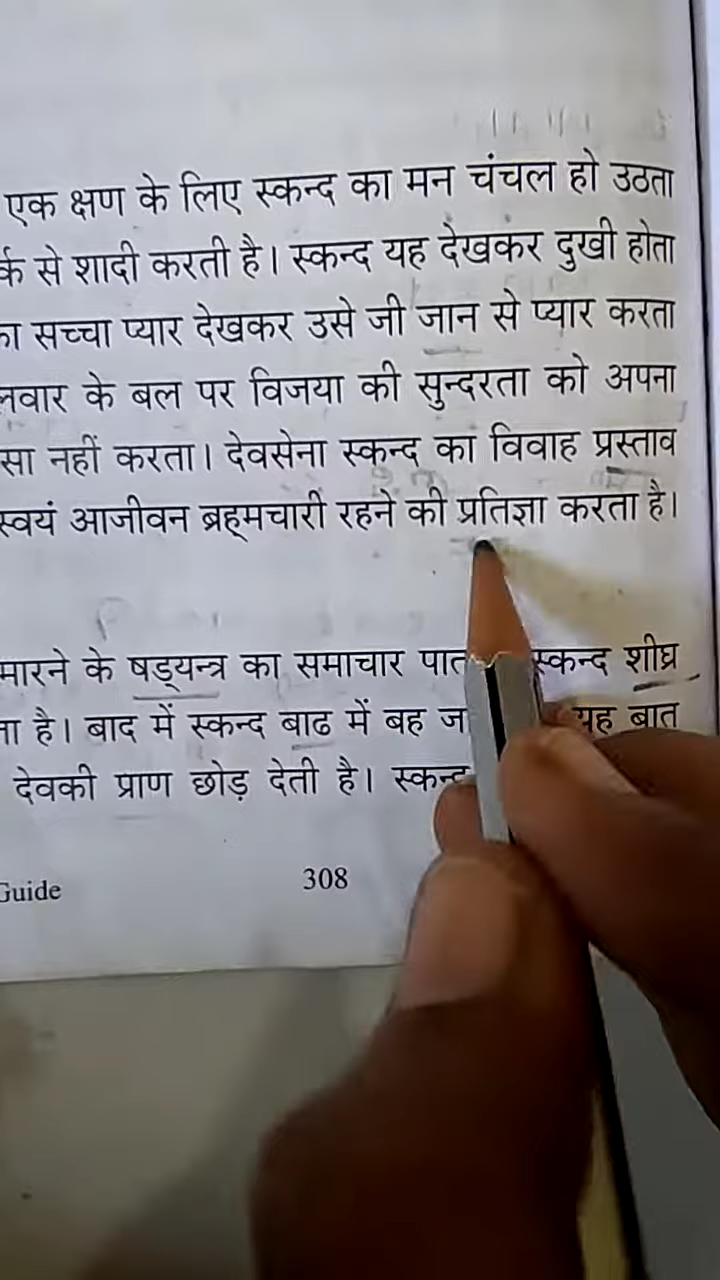 एक क्षण के लिए स्कन्द का मन चंचल हो उठता
र्क से शादी करती है। स्कन्द यह देखकर दुखी होता
का सच्चा प्यार देखकर उसे जी जान से प्यार करता
लवार के बल पर विजया की सुन्दरता को अपना
सा नहीं करता। देवसेना स्कन्द का विवाह प्रस्ताव
स्वयं आजीवन ब्रह्मचारी रहने की प्रतिज्ञा करता है।
मारने के षड्यन्त्र का समाचार पात स्कन्द शीघ्र
ता है। बाद में स्कन्द बाढ में बह ज यह बात
देवकी प्राण छोड़ देती है। स्कन्द
Guide 308